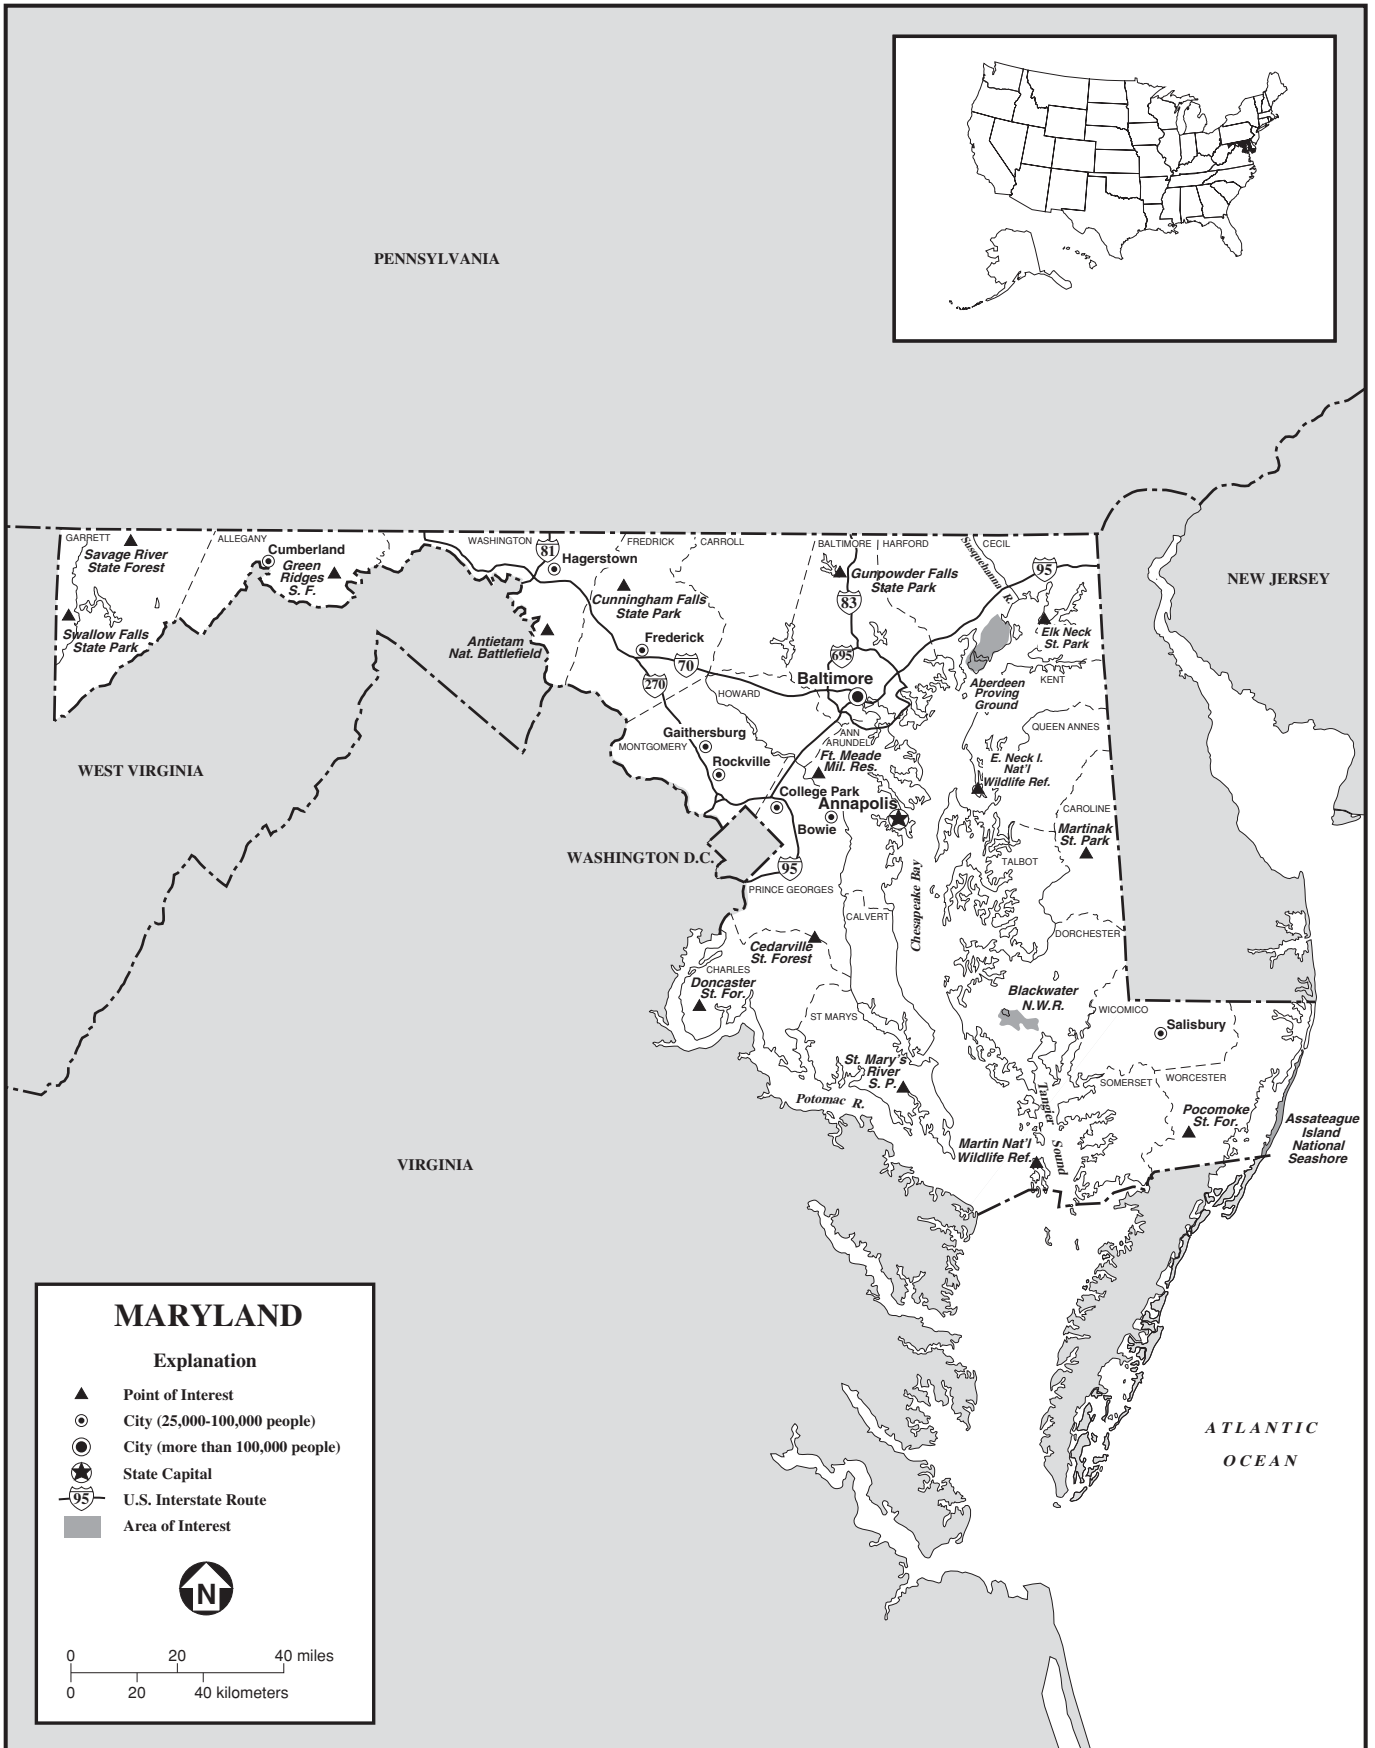 PENNSYLVANIA
NEW JERSEY
WEST VIRGINIA
WASHINGTON D.C.
VIRGINIA
ATLANTIC
OCEAN
GARRETT
Savage River
State Forest
Swallow Falls
State Park
ALLEGANY
Cumberland
Green
Ridges
S. F.
WASHINGTON
81
Hagerstown
Antietam
Nat. Battlefield
FREDRICK
CARROLL
Cunningham Falls
State Park
Frederick
70
270
BALTIMORE
HARFORD
Gunpowder Falls
State Park
83
695
Baltimore
Susquehanna R.
CECIL
95
Elk Neck
St. Park
Aberdeen
Proving
Ground
KENT
HOWARD
QUEEN ANNES
Gaithersburg
MONTGOMERY
Rockville
ANN
ARUNDEL
Ft. Meade
Mil. Res.
E. Neck I.
Nat'l
Wildlife Ref.
College Park
Annapolis
Bowie
CAROLINE
Martinak
St. Park
TALBOT
95
PRINCE GEORGES
Chesapeake Bay
CALVERT
DORCHESTER
Cedarville
St. Forest
CHARLES
Doncaster
St. For.
Blackwater
N.W.R.
WICOMICO
Salisbury
ST MARYS
St. Mary's
River
S. P.
Potomac R.
SOMERSET
WORCESTER
Tangier
Sound
Pocomoke
St. For.
Assateague
Island
National
Seashore
Martin Nat'l
Wildlife Ref.
MARYLAND
Explanation
Point of Interest
City (25,000-100,000 people)
City (more than 100,000 people)
State Capital
95 U.S. Interstate Route
Area of Interest
N
0 20 40 miles
0 20 40 kilometers